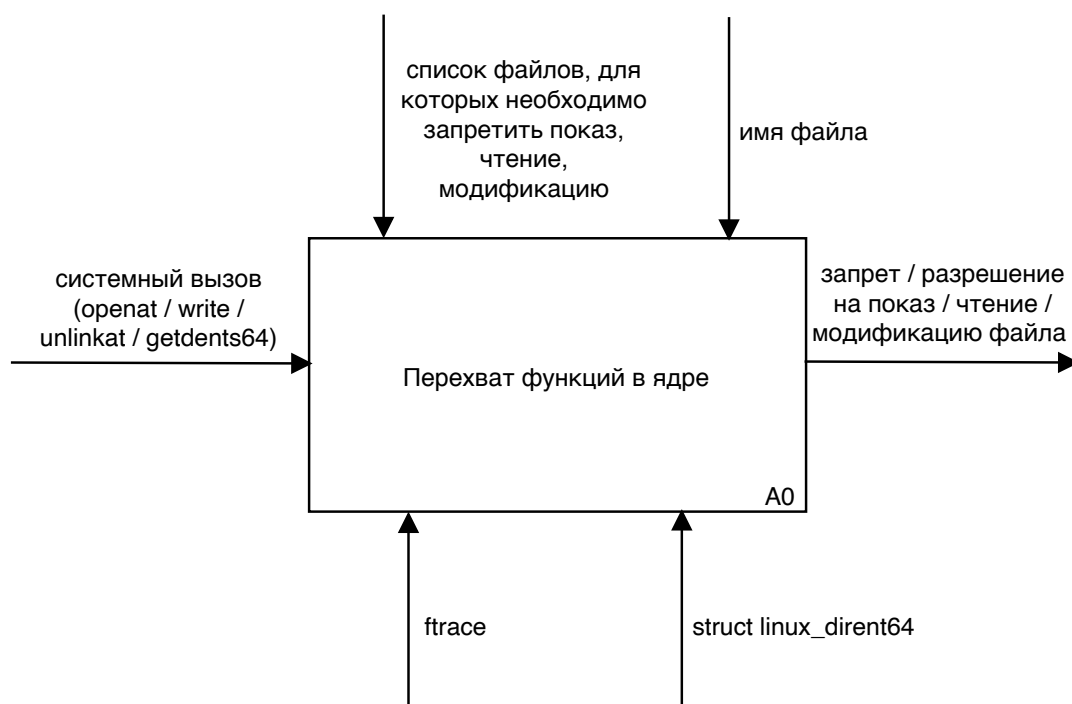 список файлов, для
которых необходимо
запретить показ,
чтение,
модификацию
имя файла
системный вызов
(openat / write /
unlinkat / getdents64)
запрет / разрешение
на показ / чтение /
модификацию файла
Перехват функций в ядре
A0
ftrace
struct linux_dirent64